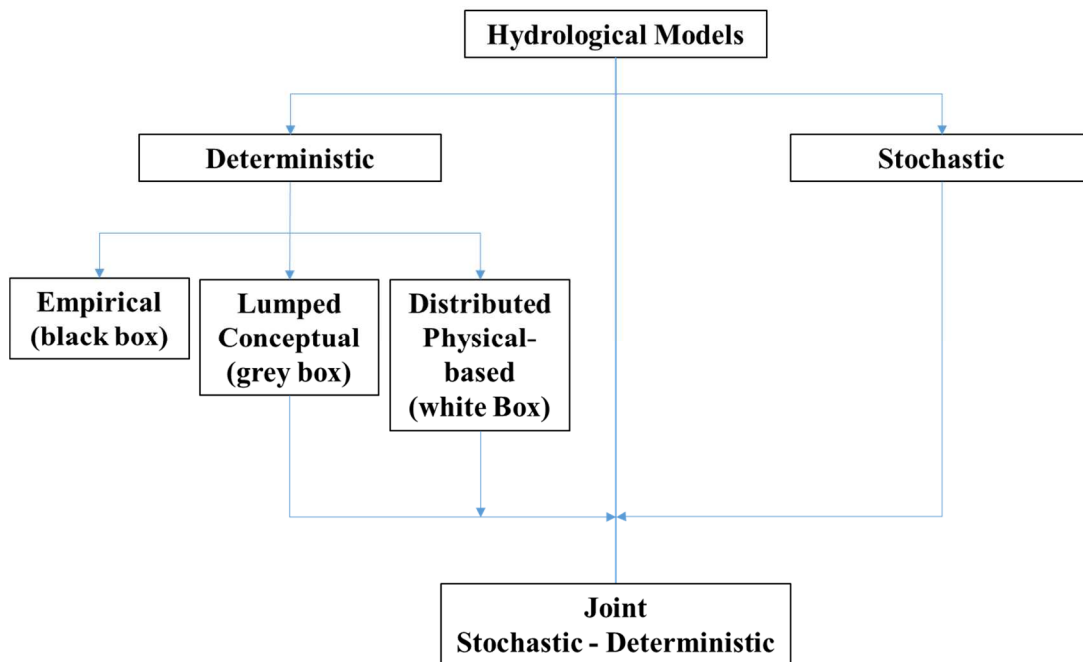 Hydrological Models
Deterministic
Stochastic
Empirical
(black box)
Lumped
Conceptual
(grey box)
Distributed
Physical-
based
(white Box)
Joint
Stochastic - Deterministic